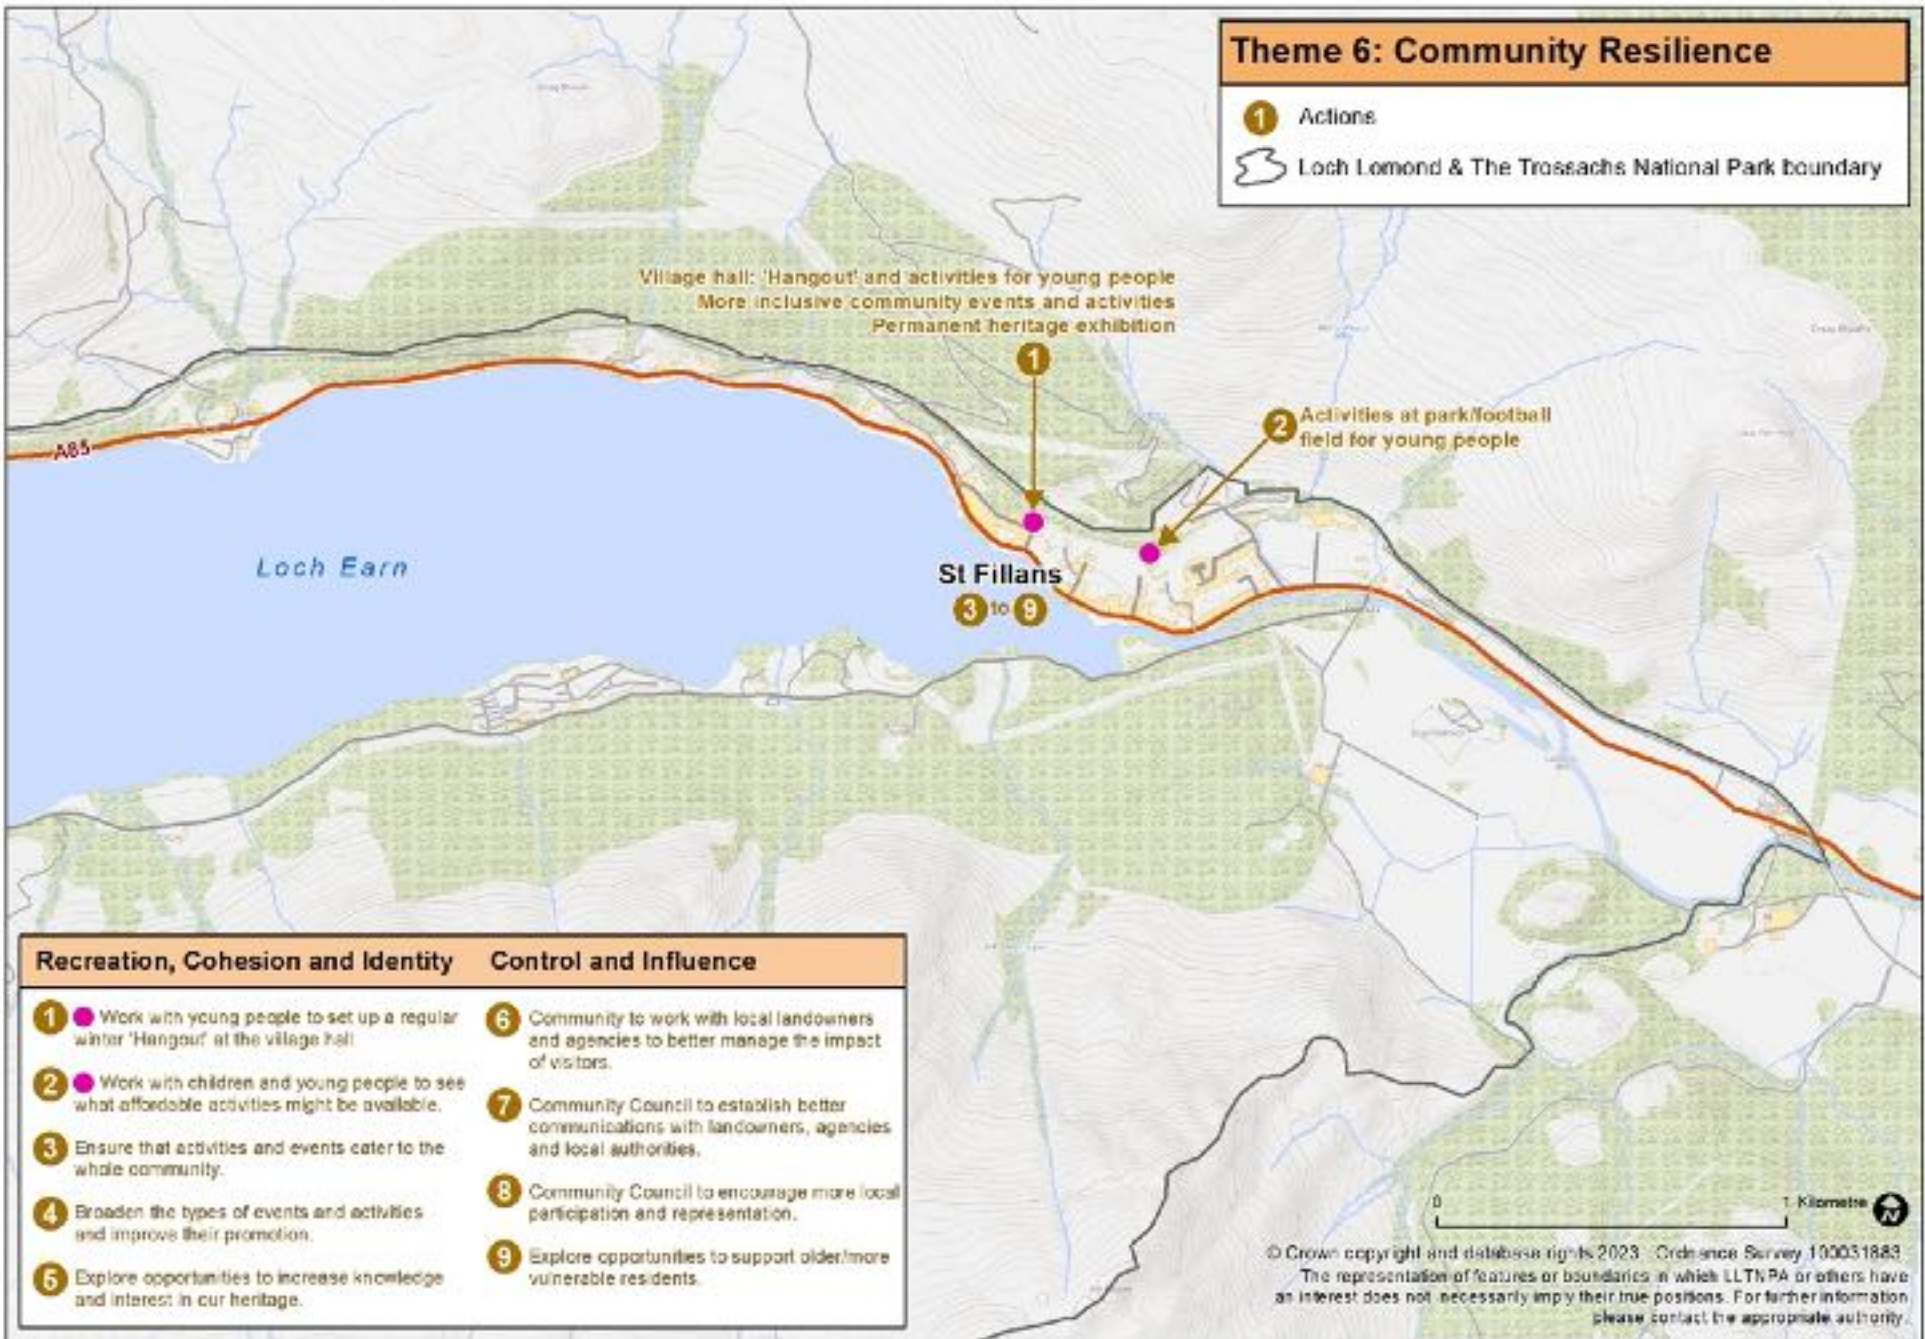 Theme 6: Community Resilience
1 Actions
Loch Lomond & The Trossachs National Park boundary
Village hall: 'Hangout' and activities for young people
More inclusive community events and activities
Permanent heritage exhibition
1
2 Activities at park/football
field for young people
A85
Loch Earn
St Fillans
3 to 9
Recreation, Cohesion and Identity
1 Work with young people to set up a regular
winter 'Hangout' at the village hall
2 Work with children and young people to see
what affordable activities might be available.
3 Ensure that activities and events cater to the
whole community.
4 Broaden the types of events and activities
and improve their promotion.
5 Explore opportunities to increase knowledge
and interest in our heritage.
Control and Influence
6 Community to work with local landowners
and agencies to better manage the impact
of visitors.
7 Community Council to establish better
communications with landowners, agencies
and local authorities.
8 Community Council to encourage more local
participation and representation.
9 Explore opportunities to support older/more
vulnerable residents.
0 1 Kilometre N
© Crown copyright and database rights 2023. Ordnance Survey 100031883.
The representation of features or boundaries in which LLTNPA or others have
an interest does not necessarily imply their true positions. For further information
please contact the appropriate authority.